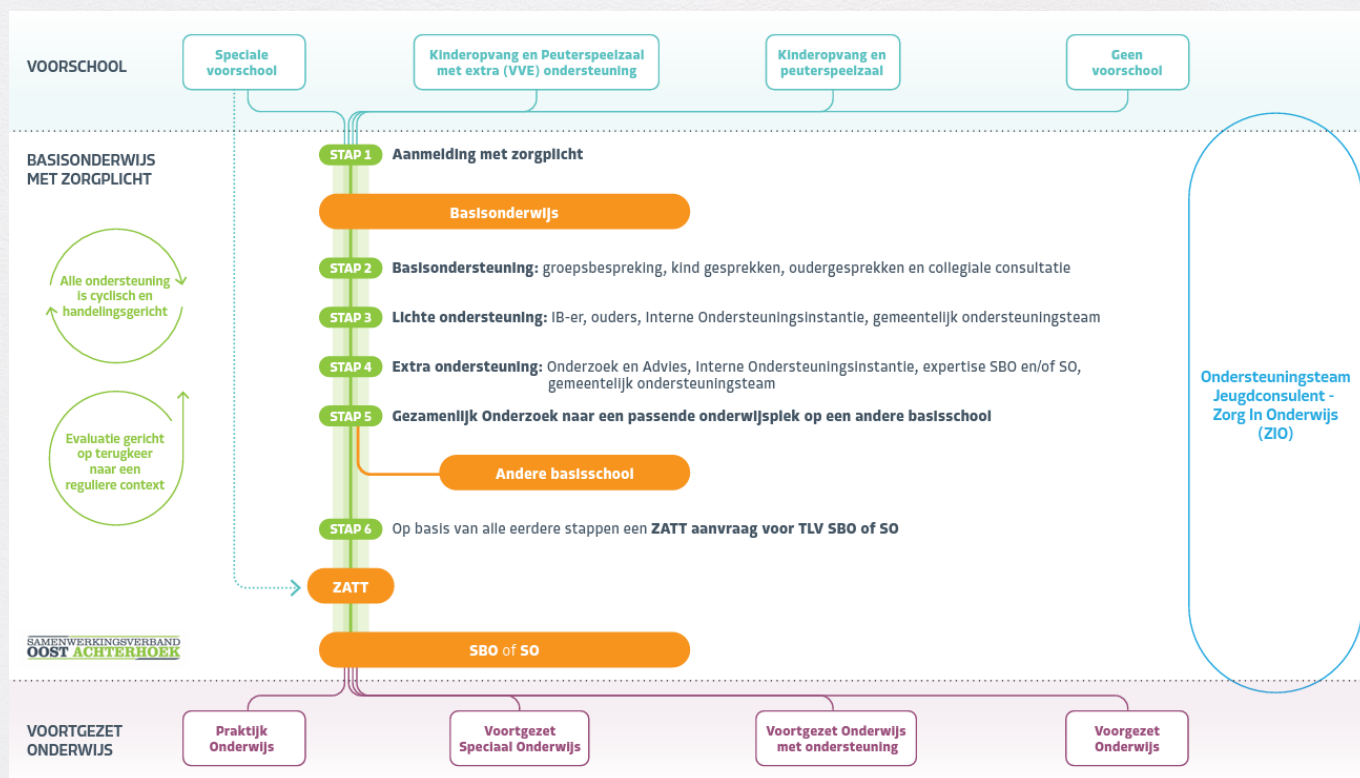 VOORSCHOOL
Speciale
voorschool
Kinderopvang en Peuterspeelzaal
met extra (VVE) ondersteuning
Kinderopvang en
peuterspeelzaal
Geen
voorschool
BASISONDERWIJS
MET ZORGPLICHT
STAP 1 Aanmelding met zorgplicht
Basisonderwijs
STAP 2 Basisondersteuning: groepsbespreking, kind gesprekken, oudergesprekken en collegiale consultatie
Alle ondersteuning
is cyclisch en
handelingsgericht
STAP 3 Lichte ondersteuning: IB-er, ouders, Interne Ondersteuningsinstantie, gemeentelijk ondersteuningsteam
STAP 4 Extra ondersteuning: Onderzoek en Advies, Interne Ondersteuningsinstantie, expertise SBO en/of SO,
gemeentelijk ondersteuningsteam
STAP 5 Gezamenlijk Onderzoek naar een passende onderwijsplek op een andere basisschool
Evaluatie gericht
op terugkeer
naar een
reguliere context
Andere basisschool
STAP 6 Op basis van alle eerdere stappen een ZATT aanvraag voor TLV SBO of SO
ZATT
SBO of SO
Ondersteuningsteam
Jeugdconsulent -
Zorg In Onderwijs
(ZIO)
SAMENWERKINGSVERBAND
OOST ACHTERHOEK
VOORTGEZET
ONDERWIJS
Praktijk
Onderwijs
Voortgezet
Speciaal Onderwijs
Voortgezet Onderwijs
met ondersteuning
Voorgezet
Onderwijs